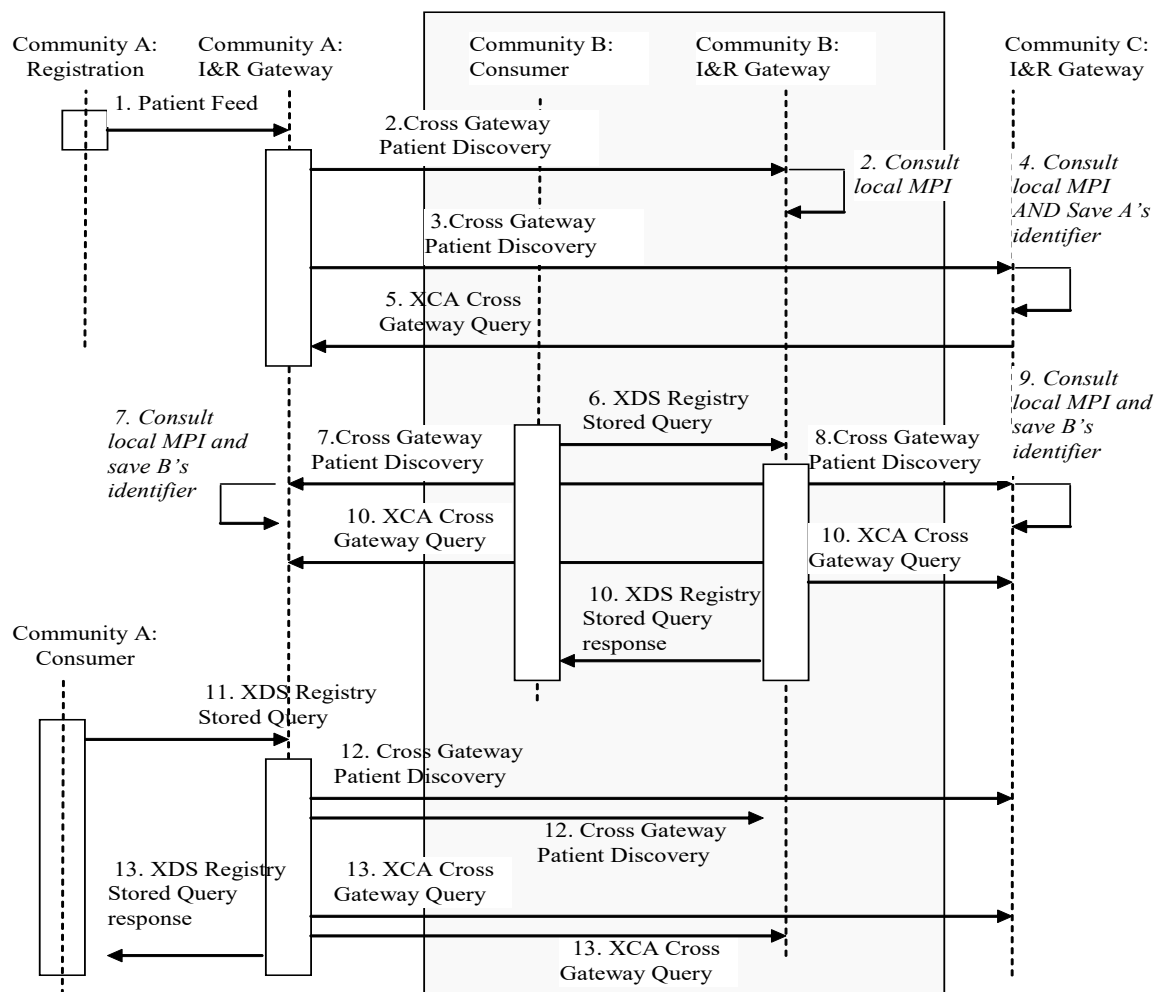 Community A:
Registration
Community A:
I&R Gateway
Community B:
Consumer
Community B:
I&R Gateway
Community C:
I&R Gateway
1. Patient Feed
2.Cross Gateway
Patient Discovery
2. Consult
local MPI
4. Consult
local MPI
AND Save A's
identifier
3.Cross Gateway
Patient Discovery
5. XCA Cross
Gateway Query
6. XDS Registry
Stored Query
9. Consult
local MPI and
save B's
identifier
7. Consult
local MPI and
save B's
identifier
7.Cross Gateway
Patient Discovery
8.Cross Gateway
Patient Discovery
10. XCA Cross
Gateway Query
10. XCA Cross
Gateway Query
10. XDS Registry
Stored Query
response
Community A:
Consumer
11. XDS Registry
Stored Query
12. Cross Gateway
Patient Discovery
12. Cross Gateway
Patient Discovery
13. XDS Registry
Stored Query
response
13. XCA Cross
Gateway Query
13. XCA Cross
Gateway Query